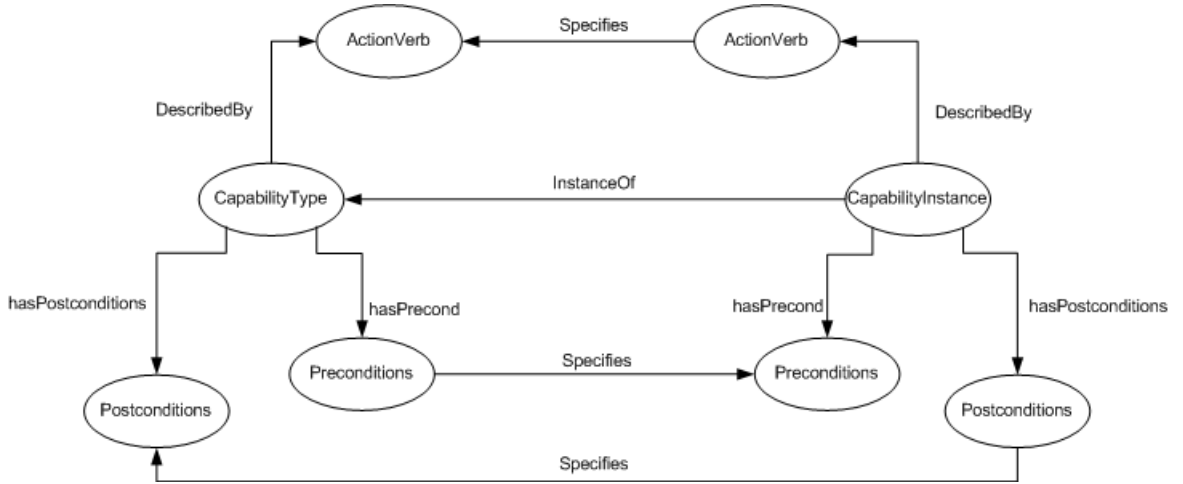 Specifies
ActionVerb
ActionVerb
DescribedBy
DescribedBy
InstanceOf
CapabilityType
CapabilityInstance
hasPostconditions
hasPrecond
hasPrecond
hasPostconditions
Specifies
Preconditions
Preconditions
Postconditions
Postconditions
Specifies